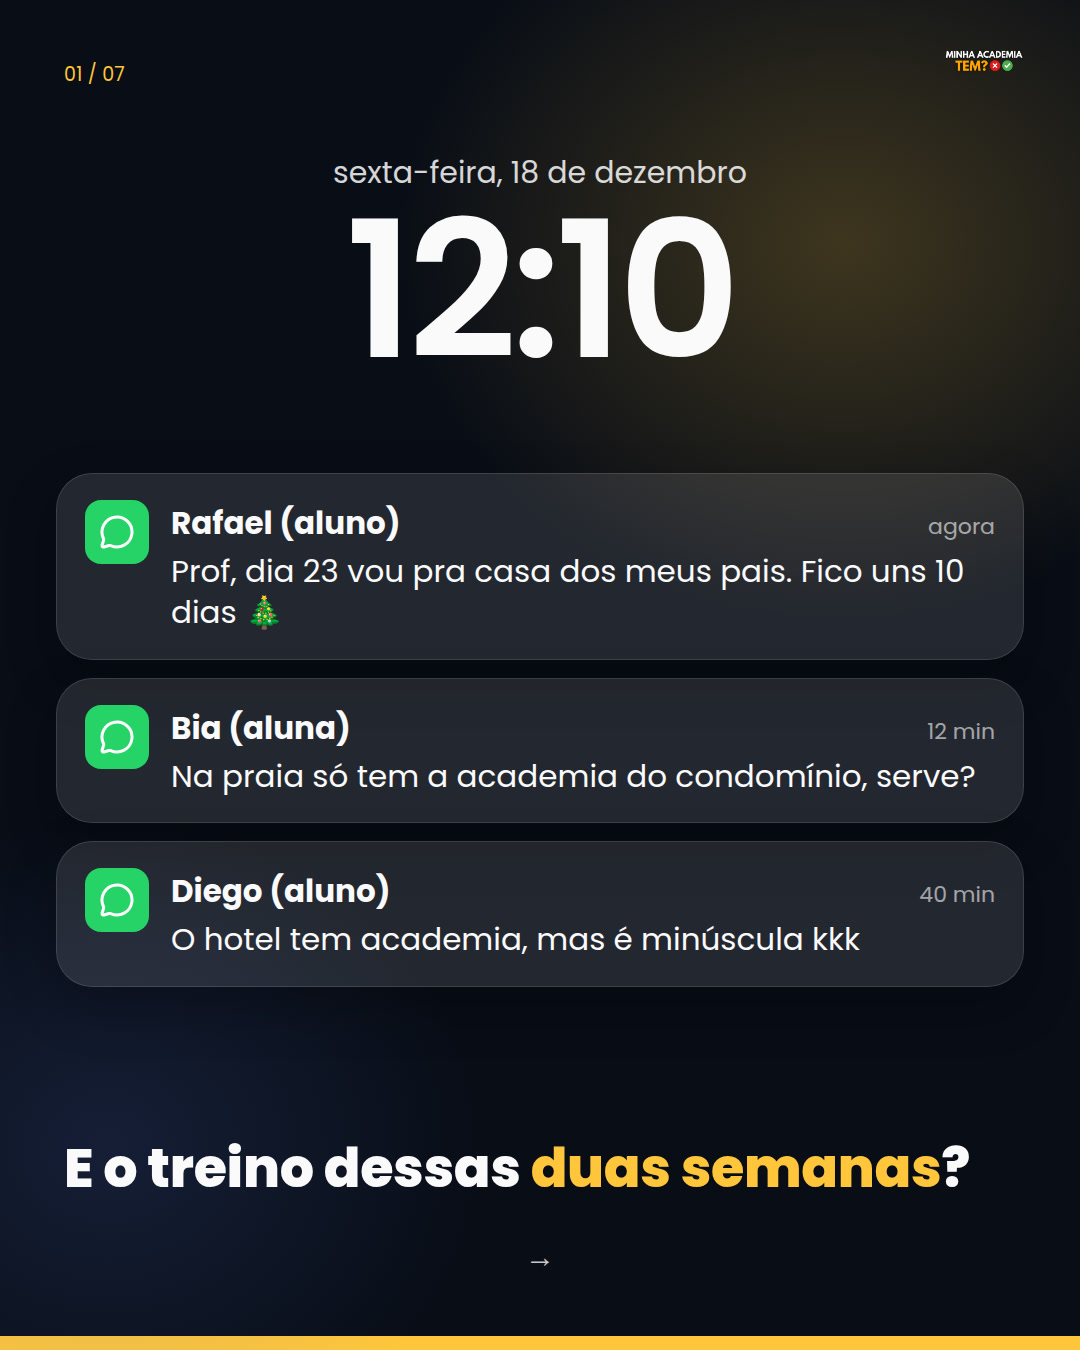 01 / 07
MINHA ACADEMIA
TEM?
sexta-feira, 18 de dezembro
12:10
Rafael (aluno)
agora
Prof, dia 23 vou pra casa dos meus pais. Fico uns 10
dias 🎄
Bia (aluna)
12 min
Na praia só tem a academia do condomínio, serve?
Diego (aluno)
40 min
O hotel tem academia, mas é minúscula kkk
E o treino dessas duas semanas?
→